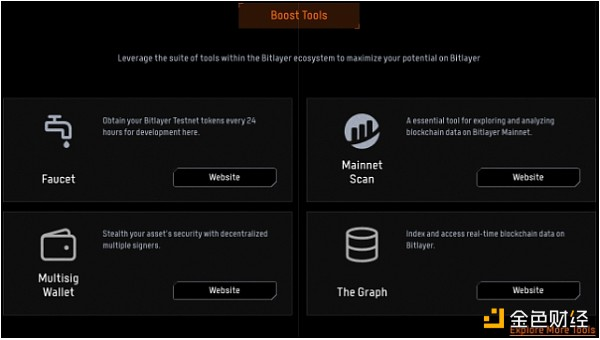 Boost Tools
Leverage the suite of tools within the Bitlayer ecosystem to maximize your potential on Bitlayer
Obtain your Bitlayer Testnet tokens every 24
hours for development here.
Faucet
Website
A essential tool for exploring and analyzing
blockchain data on Bitlayer Mainnet.
Mainnet
Scan
Website
Stealth your asset's security with decentralized
multiple signers.
Multisig
Wallet
Website
Index and access real-time blockchain data on
Bitlayer.
The Graph
Website
金色财经
Explore More Tools